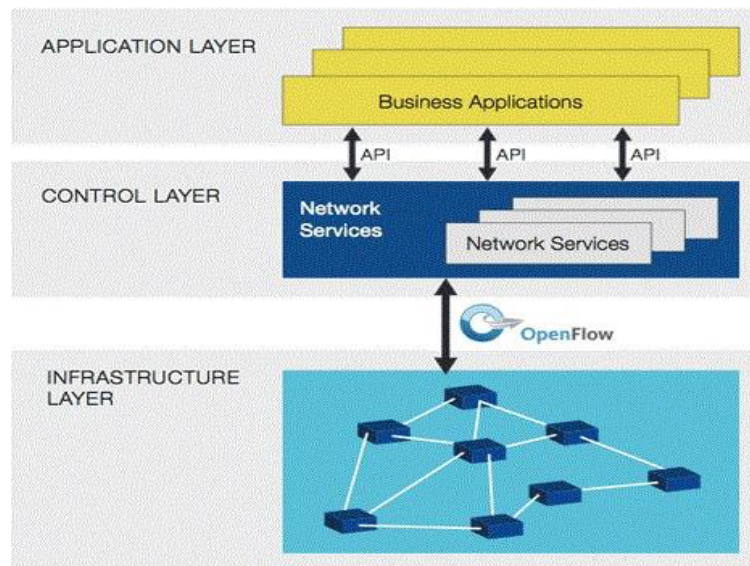 APPLICATION LAYER
Business Applications
API
API
API
CONTROL LAYER
Network
Services
Network Services
OpenFlow
INFRASTRUCTURE
LAYER